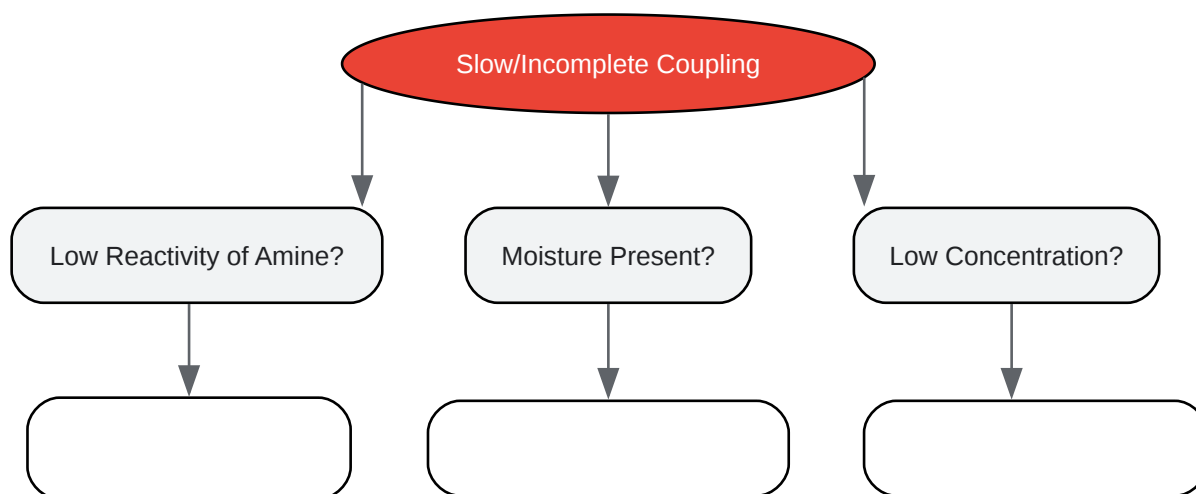 Slow/Incomplete Coupling
Low Reactivity of Amine?
Moisture Present?
Low Concentration?